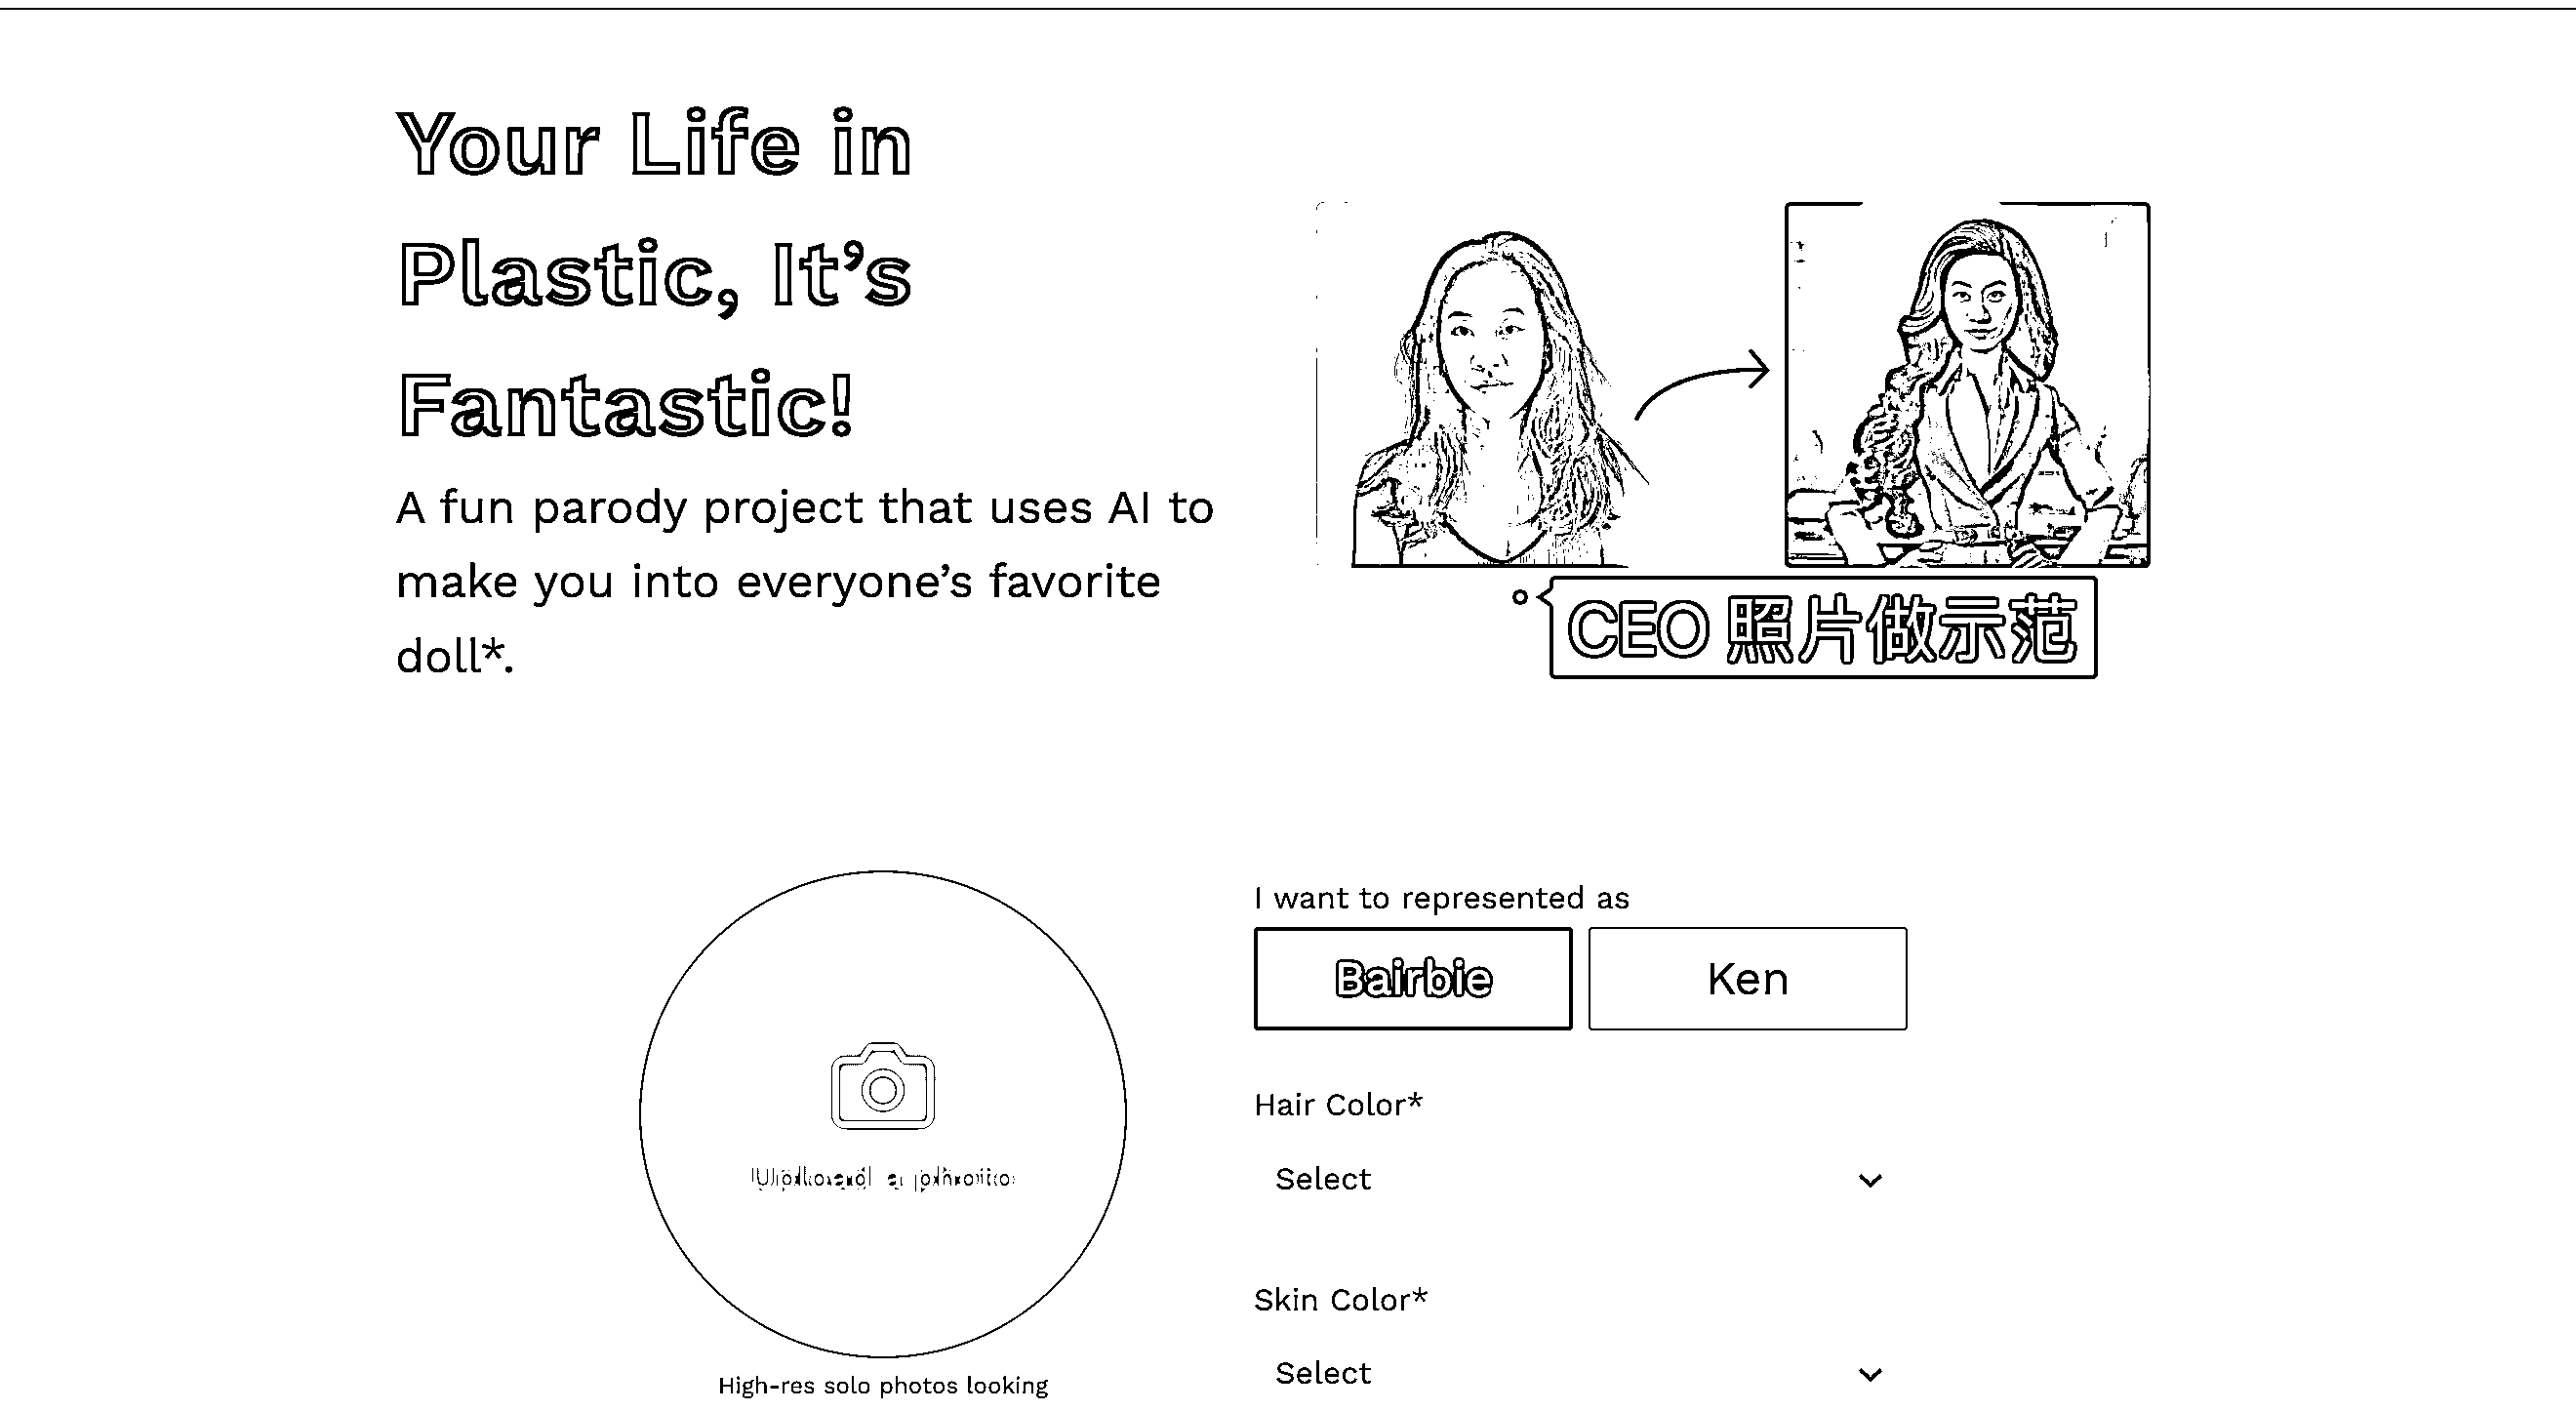 Your Life in
Plastic, It’s
Fantastic!
A fun parody project that uses AI to
make you into everyone’s favorite
doll*.
CEO 照片做示范
Upload a photo
High-res solo photos looking
I want to represented as
Bairbie
Ken
Hair Color*
Select
Skin Color*
Select